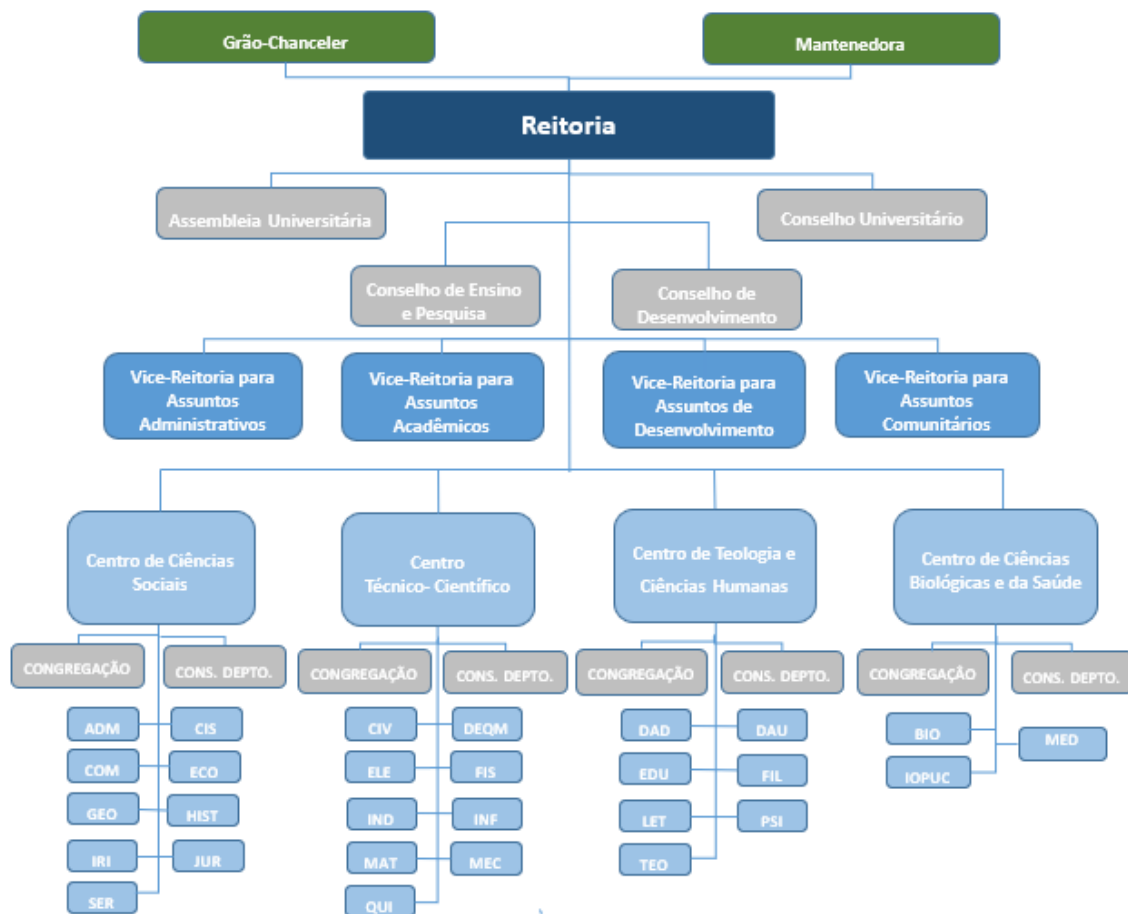 Grão-Chanceler
Mantenedora
Reitoria
Assembleia Universitária
Conselho Universitário
Conselho de Ensino
e Pesquisa
Conselho de
Desenvolvimento
Vice-Reitoria para
Assuntos
Administrativos
Vice-Reitoria para
Assuntos
Acadêmicos
Vice-Reitoria para
Assuntos de
Desenvolvimento
Vice-Reitoria para
Assuntos
Comunitários
Centro de Ciências
Sociais
Centro
Técnico- Científico
Centro de Teologia e
Ciências Humanas
Centro de Ciências
Biológicas e da Saúde
CONGREGAÇÃO
CONS. DEPTO.
ADM
CIS
COM
ECO
GEO
HIST
IRI
JUR
SER
CONGREGAÇÃO
CONS. DEPTO.
CIV
DEQM
ELE
FIS
IND
INF
MAT
MEC
QUI
CONGREGAÇÃO
CONS. DEPTO.
DAD
DAU
EDU
FIL
LET
PSI
TEO
CONGREGAÇÃO
CONS. DEPTO.
BIO
MED
IOPUC